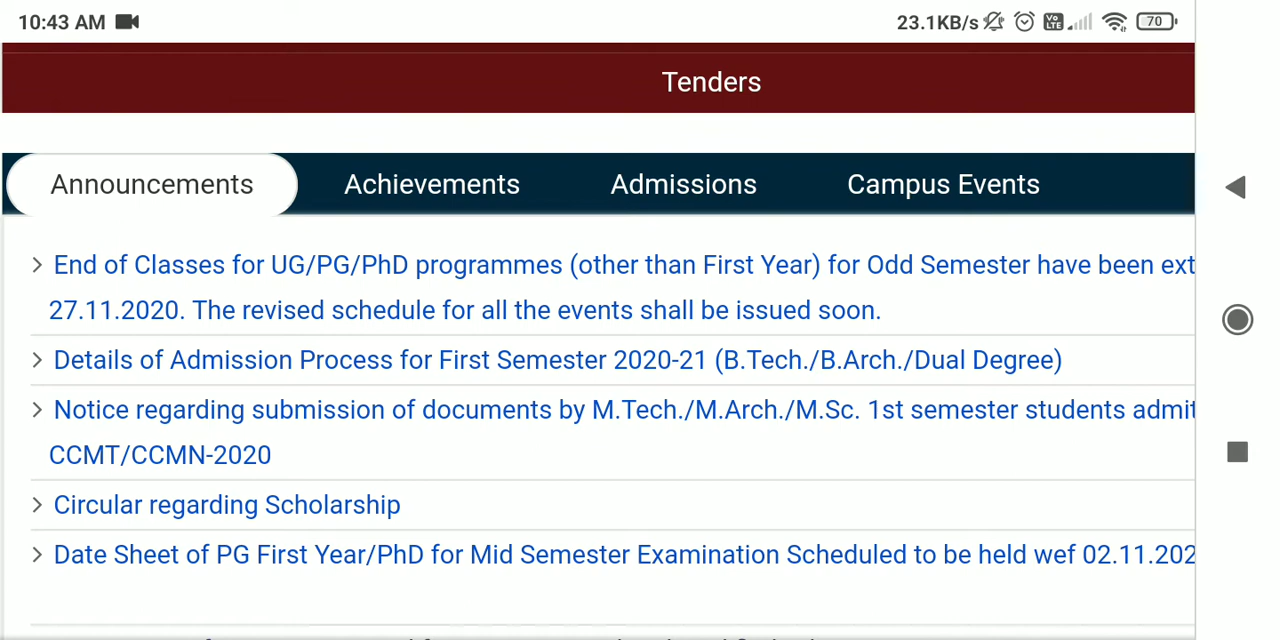 10:43 AM 23.1KB/s Vo LTE 70
Tenders
Announcements Achievements Admissions Campus Events
End of Classes for UG/PG/PhD programmes (other than First Year) for Odd Semester have been ext
27.11.2020. The revised schedule for all the events shall be issued soon.
Details of Admission Process for First Semester 2020-21 (B.Tech./B.Arch./Dual Degree)
Notice regarding submission of documents by M.Tech./M.Arch./M.Sc. 1st semester students admit
CCMT/CCMN-2020
Circular regarding Scholarship
Date Sheet of PG First Year/PhD for Mid Semester Examination Scheduled to be held wef 02.11.202